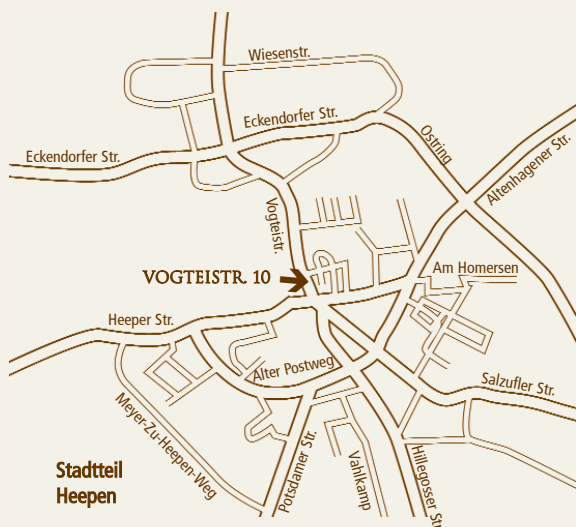 Wiesenstr.
Eckendorfer Str.
Eckendorfer Str.
Ostring
Altenhagener Str.
Vogteistr.
VOGTEISTR. 10
Am Homersen
Heeper Str.
Alter Postweg
Salzufler Str.
Meyer-Zu-Heepen-Weg
Potsdamer Str.
Vahlkamp
Hillegosser Str.
Stadtteil
Heepen